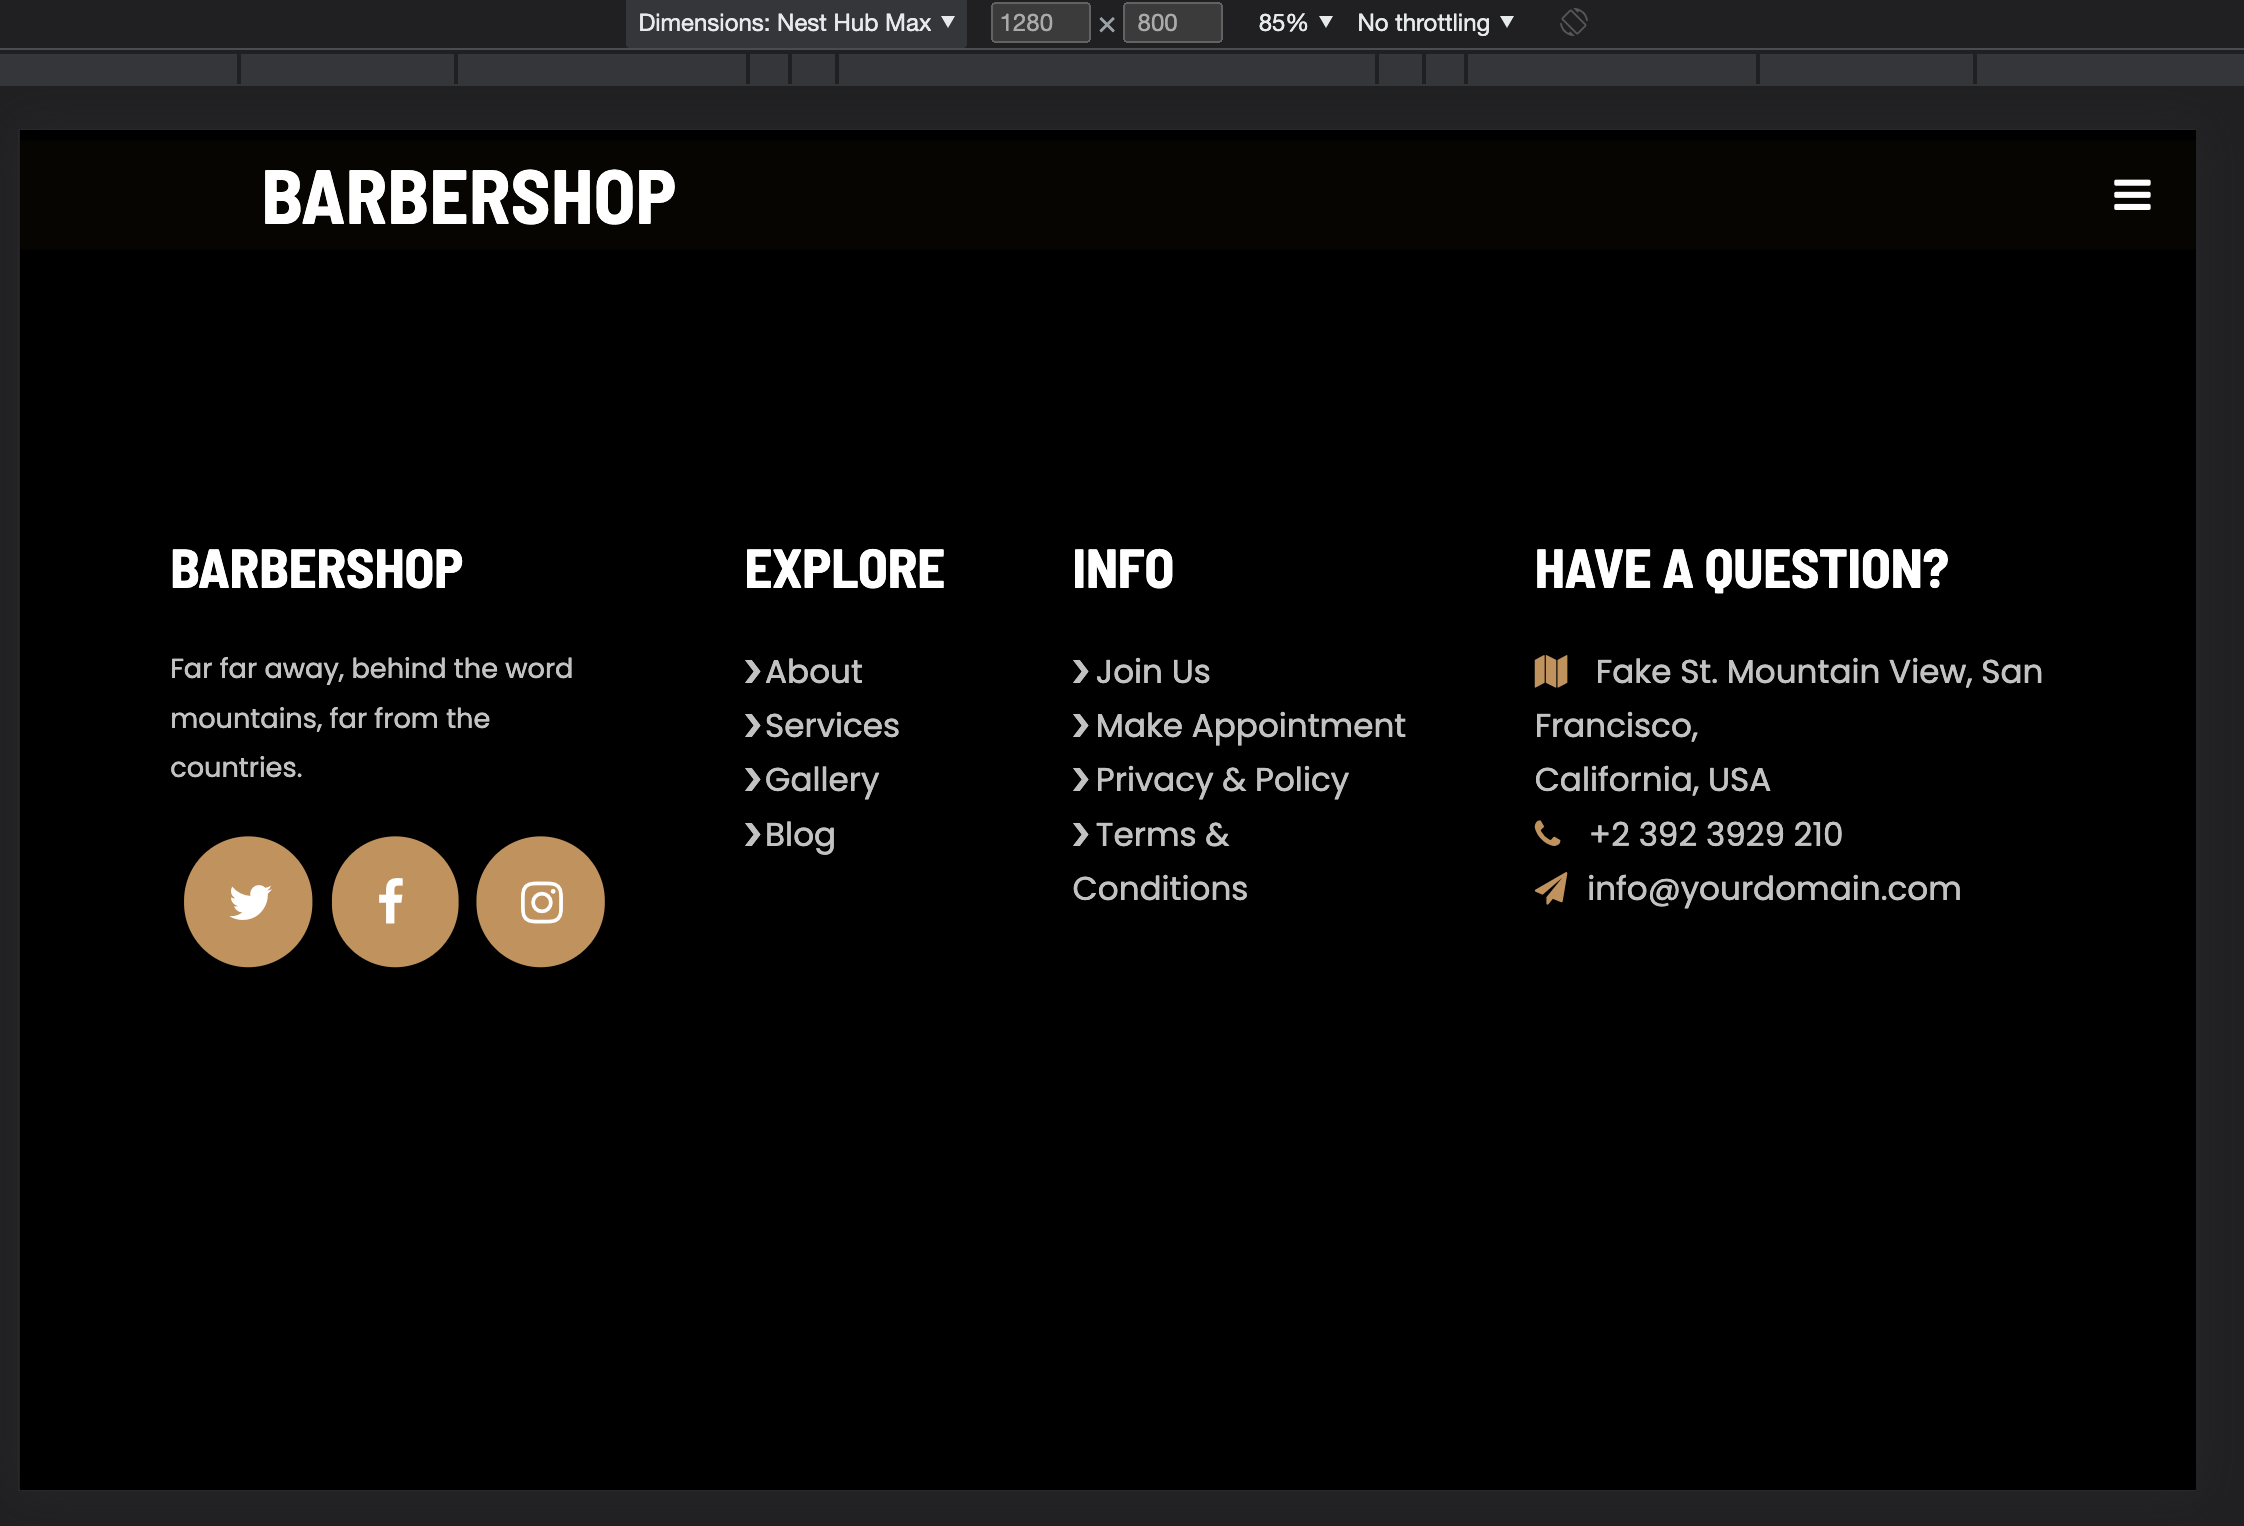 Dimensions: Nest Hub Max ▼ 1280 × 800 85% ▼ No throttling ▼
BARBERSHOP
BARBERSHOP
Far far away, behind the word
mountains, far from the
countries.
EXPLORE
About
Services
Gallery
Blog
INFO
Join Us
Make Appointment
Privacy & Policy
Terms &
Conditions
HAVE A QUESTION?
Fake St. Mountain View, San
Francisco,
California, USA
+2 392 3929 210
info@yourdomain.com